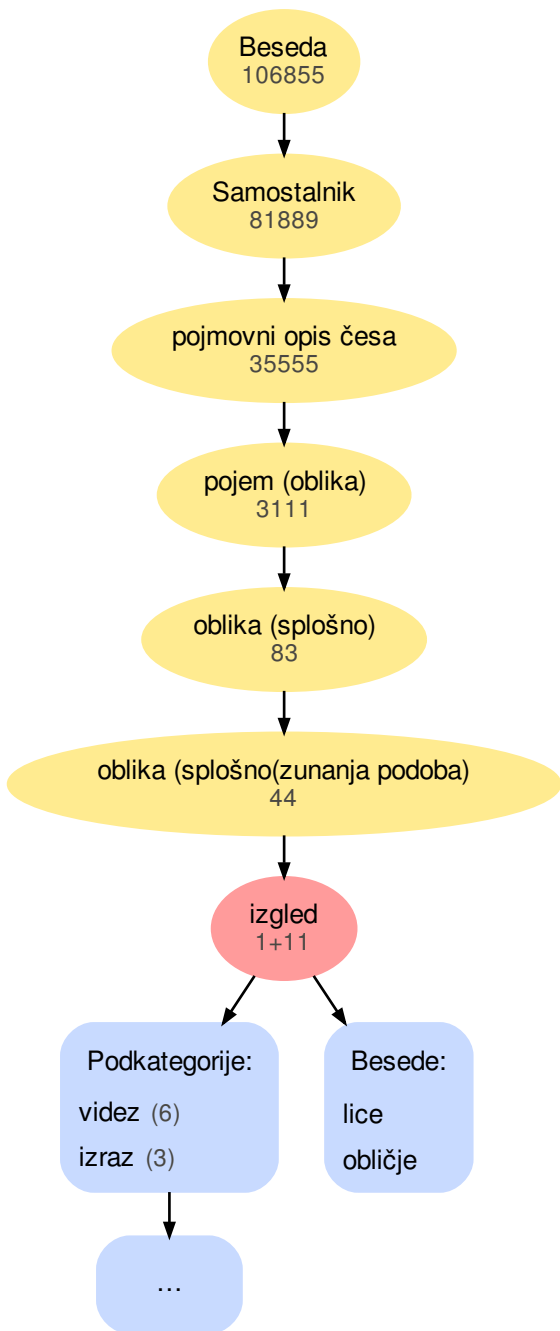 Beseda
106855
Samostalnik
81889
pojmovni opis česa
35555
pojem (oblika)
3111
oblika (splošno)
83
oblika (splošno(zunanja podoba)
44
izgled
1+11
Podkategorije:
videz (6)
izraz (3)
Besede:
lice
obličje
...